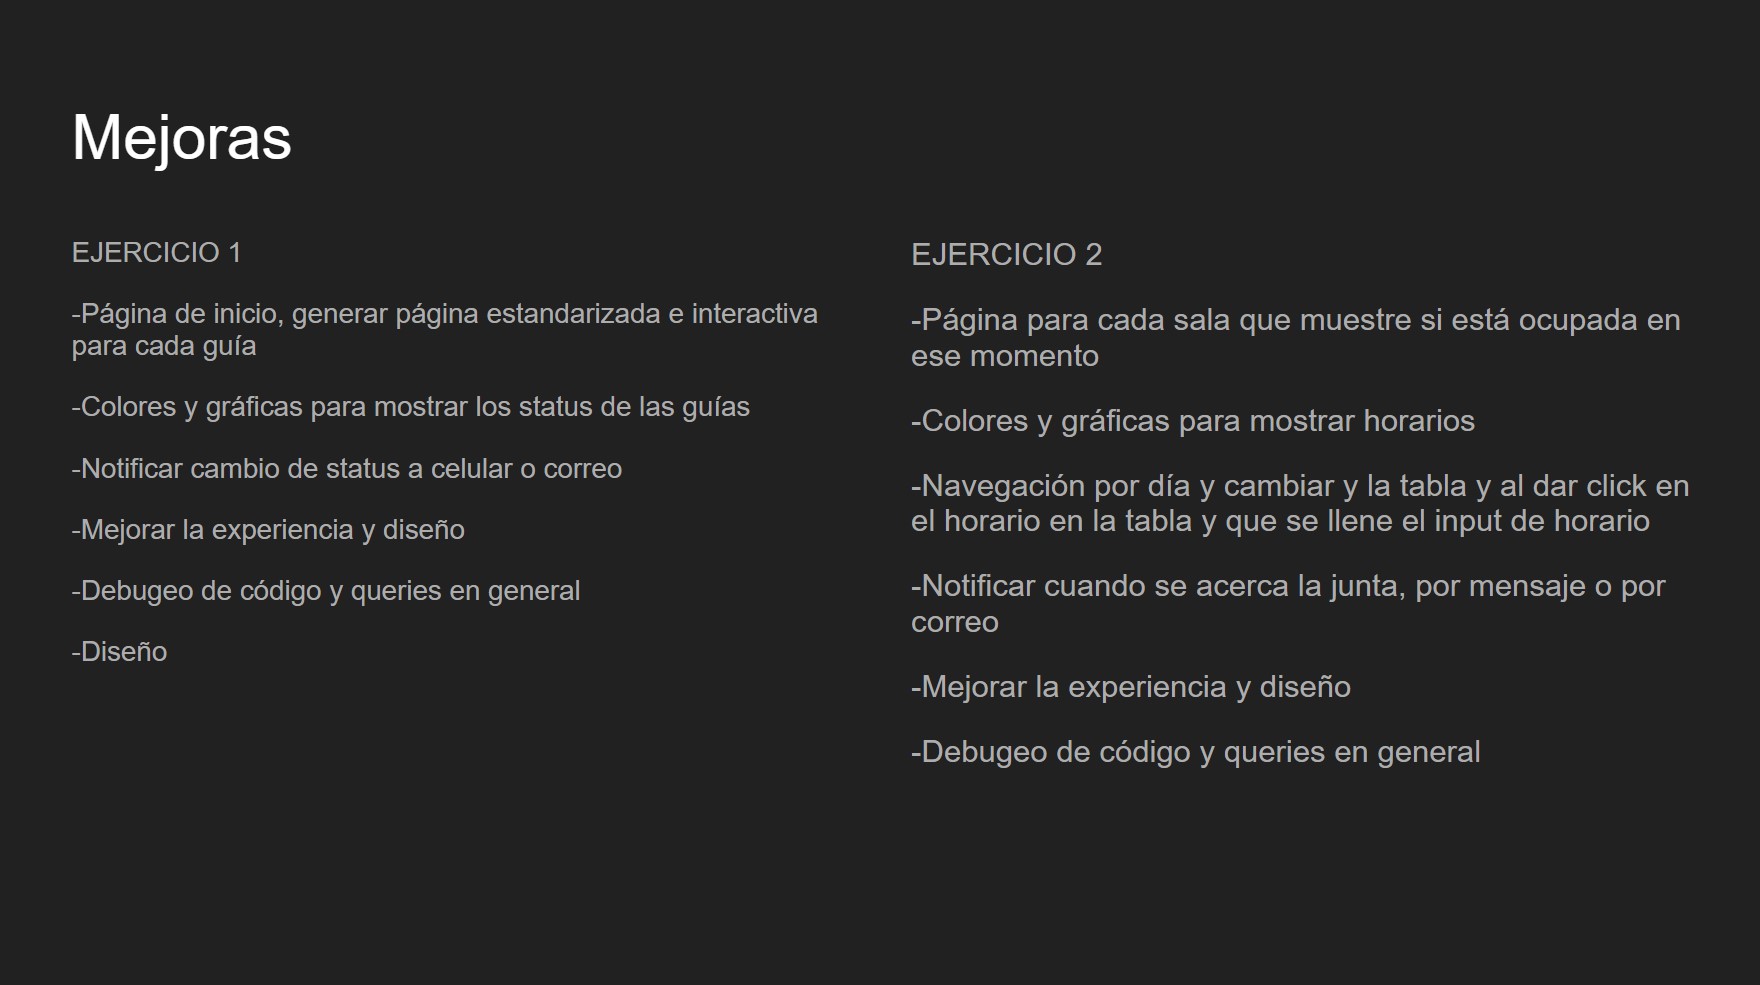 Mejoras
EJERCICIO 1
-Página de inicio, generar página estandarizada e interactiva
para cada guía
-Colores y gráficas para mostrar los status de las guías
-Notificar cambio de status a celular o correo
-Mejorar la experiencia y diseño
-Debugeo de código y queries en general
-Diseño
EJERCICIO 2
-Página para cada sala que muestre si está ocupada en
ese momento
-Colores y gráficas para mostrar horarios
-Navegación por día y cambiar y la tabla y al dar click en
el horario en la tabla y que se llene el input de horario
-Notificar cuando se acerca la junta, por mensaje o por
correo
-Mejorar la experiencia y diseño
-Debugeo de código y queries en general